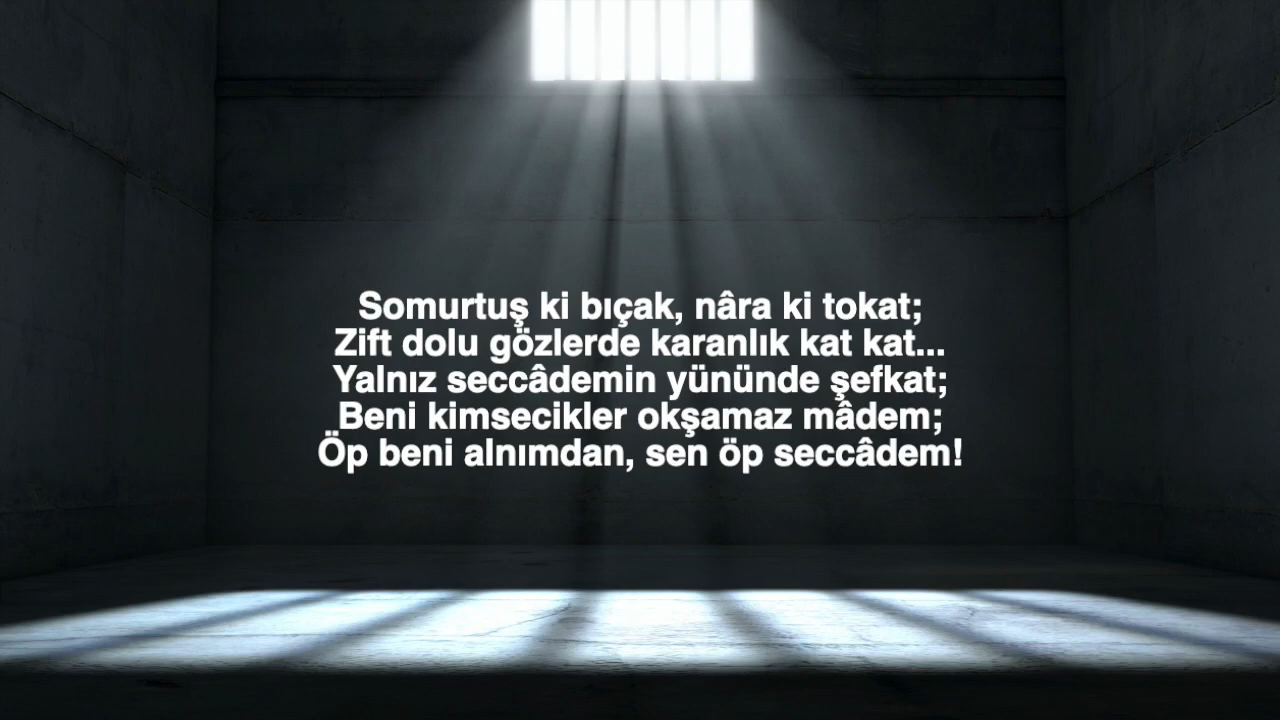 Somurtuş ki bıçak, nâra ki tokat;
Zift dolu gözlerde karanlık kat kat...
Yalnız seccâdemin yününde şefkat;
Beni kimsecikler okşamaz mâdem;
Öp beni alnımdan, sen öp seccâdem!